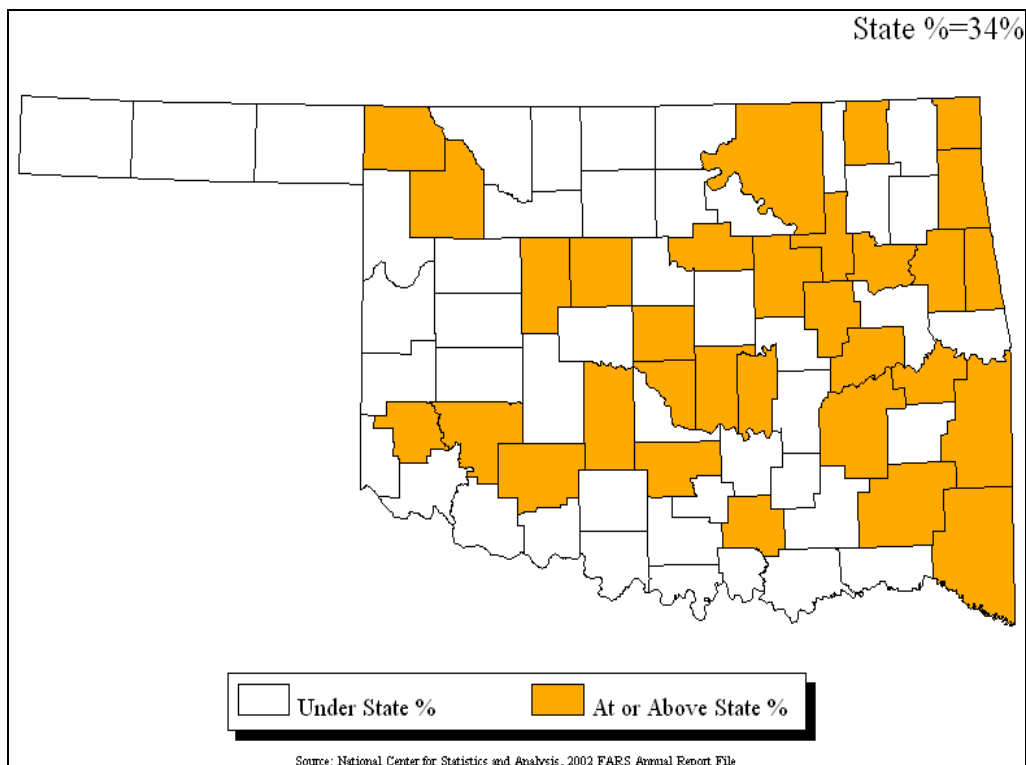 State %=34%
Under State %
At or Above State %
Source: National Center for Statistics and Analysis, 2002 FARS Annual Report File